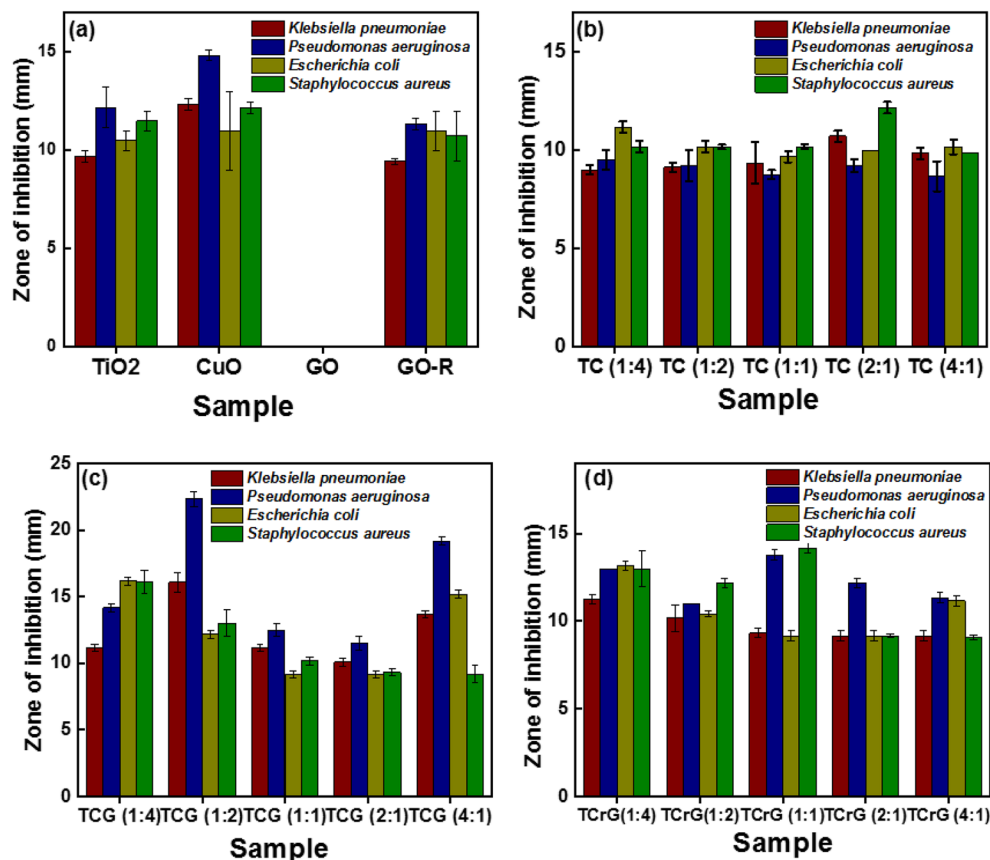 (a)
Klebsiella pneumoniae
Pseudomonas aeruginosa
Escherichia coli
Staphylococcus aureus
Zone of inhibition (mm)
15
10
5
0
TiO2 CuO GO GO-R
Sample
(b)
Klebsiella pneumoniae
Pseudomonas aeruginosa
Escherichia coli
Staphylococcus aureus
Zone of inhibition (mm)
15
10
5
0
TC (1:4) TC (1:2) TC (1:1) TC (2:1) TC (4:1)
Sample
(c)
Klebsiella pneumoniae
Pseudomonas aeruginosa
Escherichia coli
Staphylococcus aureus
Zone of inhibition (mm)
25
20
15
10
5
0
TCG (1:4) TCG (1:2) TCG (1:1) TCG (2:1) TCG (4:1)
Sample
(d)
Klebsiella pneumoniae
Pseudomonas aeruginosa
Escherichia coli
Staphylococcus aureus
Zone of inhibition (mm)
15
10
5
0
TCrG(1:4) TCrG(1:2) TCrG (1:1) TCrG (2:1) TCrG (4:1)
Sample